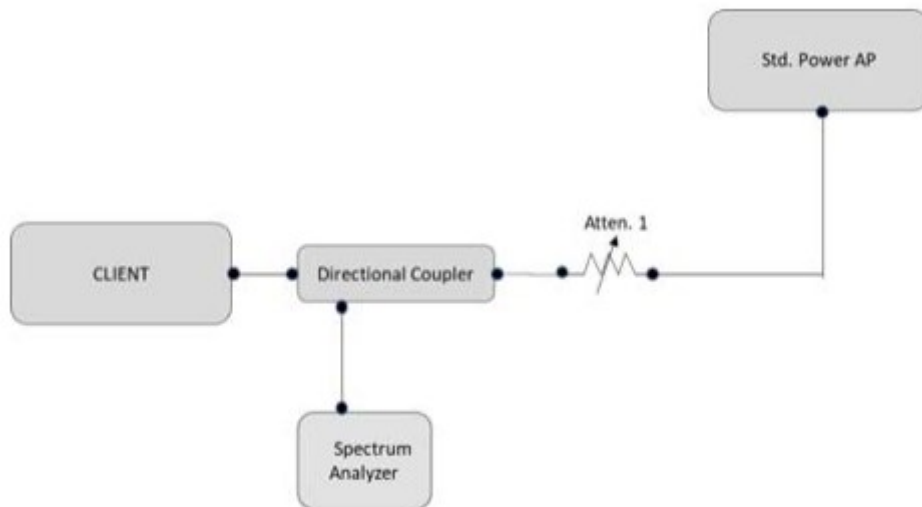 Std. Power AP
Atten. 1
CLIENT
Directional Coupler
Spectrum
Analyzer